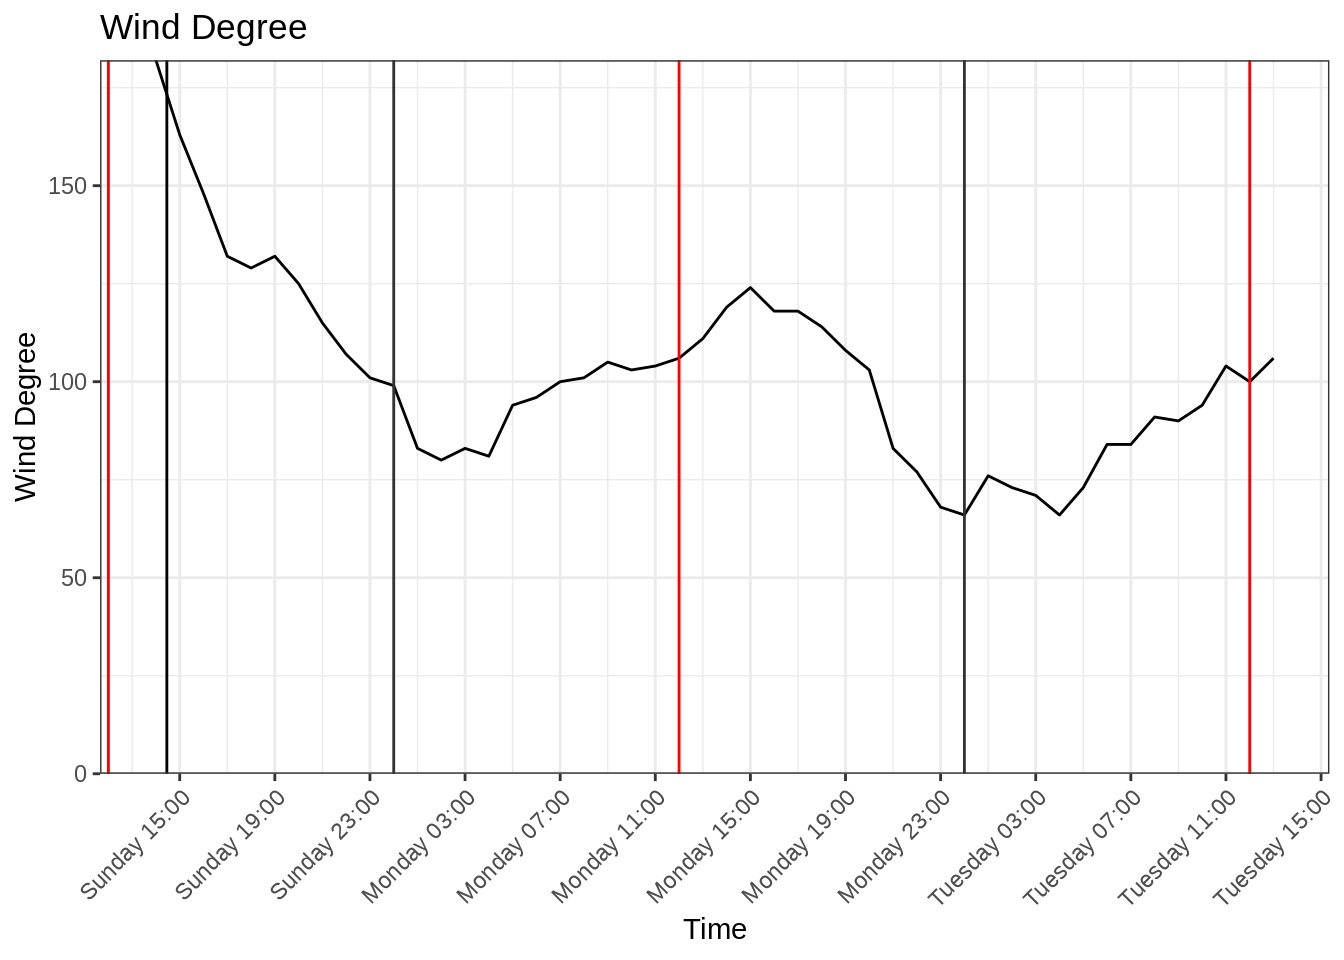 Wind Degree
Wind Degree
150
100
50
0
Sunday 15:00
Sunday 19:00
Sunday 23:00
Monday 03:00
Monday 07:00
Monday 11:00
Monday 15:00
Monday 19:00
Monday 23:00
Tuesday 03:00
Tuesday 07:00
Tuesday 11:00
Tuesday 15:00
Time